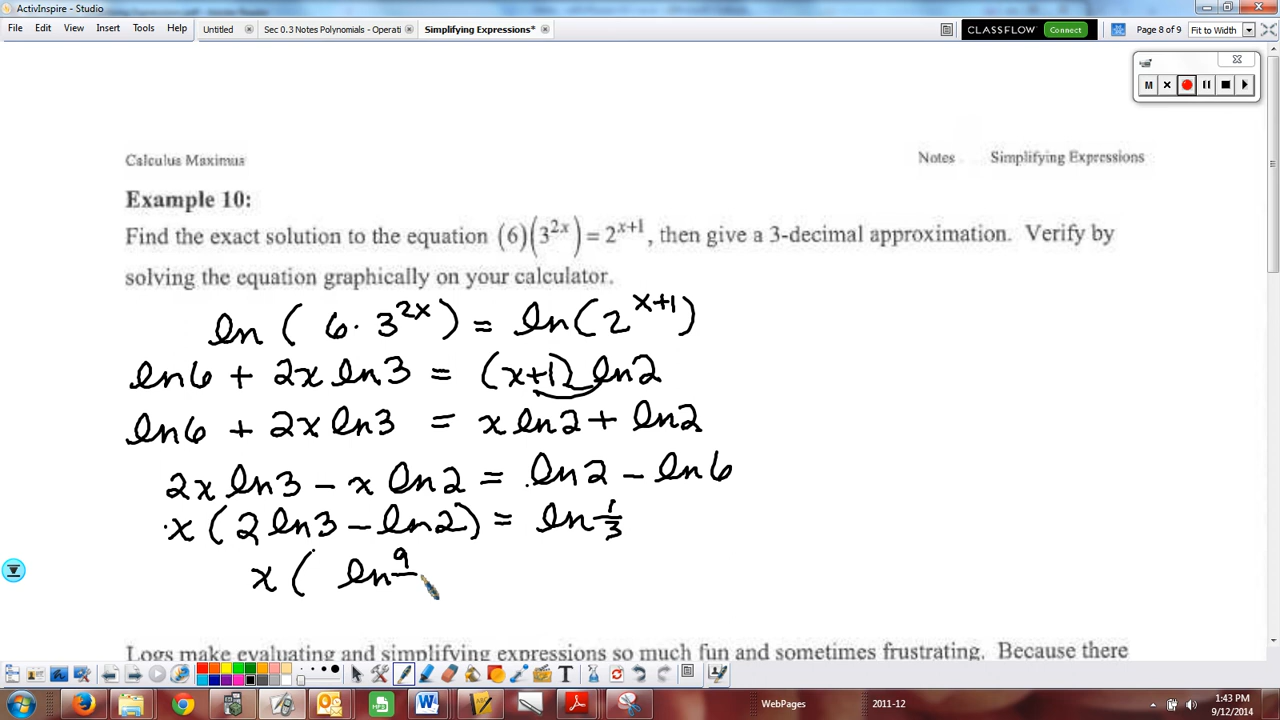 ActivInspire - Studio
File Edit View Insert Tools Help Untitled Sec 0.3 Notes Polynomials - Operati Simplifying Expressions* CLASSFLOW Connect Page 8 of 9 Fit to Width
M
Calculus Maximus Notes Simplifying Expressions
Example 10:
Find the exact solution to the equation (6)(3^{2x}) = 2^{x+1}, then give a 3-decimal approximation. Verify by
solving the equation graphically on your calculator.
ln ( 6 · 3^{2x} ) = ln(2^{x+1})
ln6 + 2x ln3 = (x+1) ln2
ln6 + 2x ln3 = x ln2 + ln2
2x ln3 - x ln2 = ln2 - ln6
x ( 2 ln3 - ln2 ) = ln 1/3
x ( ln 9/
Logs make evaluating and simplifying expressions so much fun and sometimes frustrating. Because there
WebPages 2011-12 1:43 PM
9/12/2014